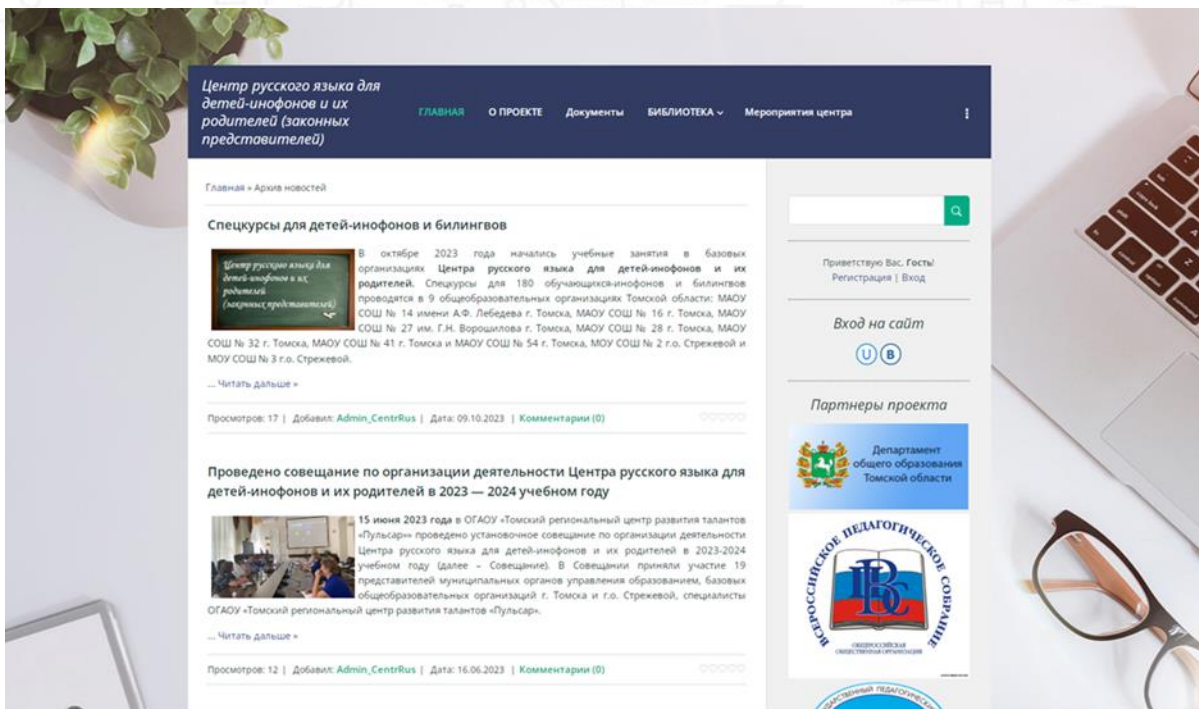 Центр русского языка для
детей-инофонов и их
родителей (законных
представителей)
ГЛАВНАЯ О ПРОЕКТЕ Документы БИБЛИОТЕКА Мероприятия центра
Главная » Архив новостей
Спецкурсы для детей-инофонов и билингвов
Центр русского языка для
детей-инофонов и их
родителей
(законных представителей)
В октябре 2023 года начались учебные занятия в базовых
организациях Центра русского языка для детей-инофонов и их
родителей. Спецкурсы для 180 обучающихся-инофонов и билингвов
проводятся в 9 общеобразовательных организациях Томской области: МАОУ
СОШ № 14 имени А.Ф. Лебедева г. Томска, МАОУ СОШ № 16 г. Томска, МАОУ
СОШ № 27 им. Г.Н. Ворошилова г. Томска, МАОУ СОШ № 28 г. Томска, МАОУ
СОШ № 32 г. Томска, МАОУ СОШ № 41 г. Томска и МАОУ СОШ № 54 г. Томска, МОУ СОШ № 2 г.о. Стрежевой и
МОУ СОШ № 3 г.о. Стрежевой.
... Читать дальше »
Просмотров: 17 | Добавил: Admin_CentrRus | Дата: 09.10.2023 | Комментарии (0)
Проведено совещание по организации деятельности Центра русского языка для
детей-инофонов и их родителей в 2023 — 2024 учебном году
15 июня 2023 года в ОГАОУ «Томский региональный центр развития талантов
«Пульсар»» проведено установочное совещание по организации деятельности
Центра русского языка для детей-инофонов и их родителей в 2023-2024
учебном году (далее – Совещание). В Совещании приняли участие 19
представителей муниципальных органов управления образованием, базовых
общеобразовательных организаций г. Томска и г.о. Стрежевой, специалисты
ОГАОУ «Томский региональный центр развития талантов «Пульсар».
... Читать дальше »
Просмотров: 12 | Добавил: Admin_CentrRus | Дата: 16.06.2023 | Комментарии (0)
Приветствую Вас, Гость!
Регистрация | Вход
Вход на сайт
U В
Партнеры проекта
Департамент
общего образования
Томской области
ВСЕРОССИЙСКОЕ ПЕДАГОГИЧЕСКОЕ СОБРАНИЕ
ВПС
ОБЩЕРОССИЙСКАЯ
ОБЩЕСТВЕННАЯ ОРГАНИЗАЦИЯ